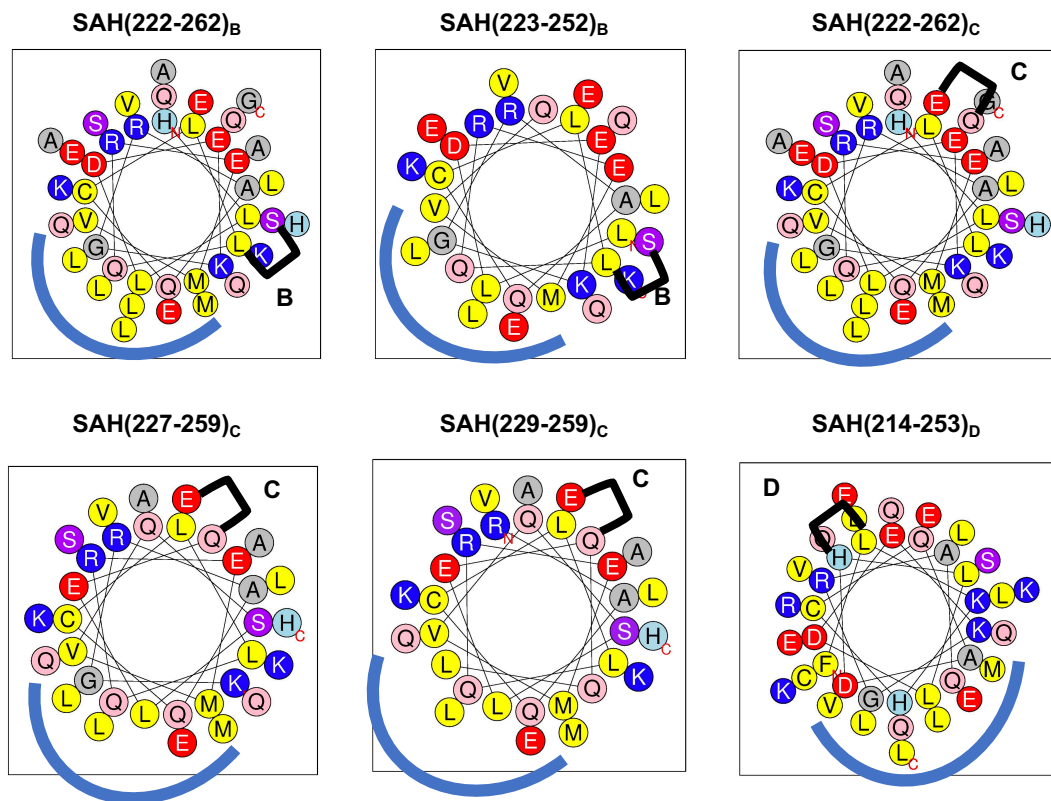 SAH(222-262)B
A
V Q E G C
S R R H N L Q
A R E A
E D E
K C A L
Q V L S H
L G L K
L Q L Q M K Q
L E M B
L
SAH(223-252)B
V E
R R Q L Q
E D E
K C E
V A L
L G L N S
Q L K
L L Q M K C Q B
L E
SAH(222-262)C
A C
V Q E G C
S R R H N L Q
A R E A
E D E
K C A L
Q V L S H
L G L K
L Q L Q M K Q
L E M
L
SAH(227-259)C
A E C
V R Q L Q
S R E A
E A L
K C S H C
Q V L K
L G K Q
L Q L Q M M
L E
SAH(229-259)C
A E C
V R N Q L Q
S R E A
E A L
K C S H C
Q V L K
L Q Q
L L Q M M
E
SAH(214-253)D
D E Q E
Q L L E Q L
H A S
V R L
R C K L K
E D K Q
K C F N D A M
V G H L Q E
L Q L
L C